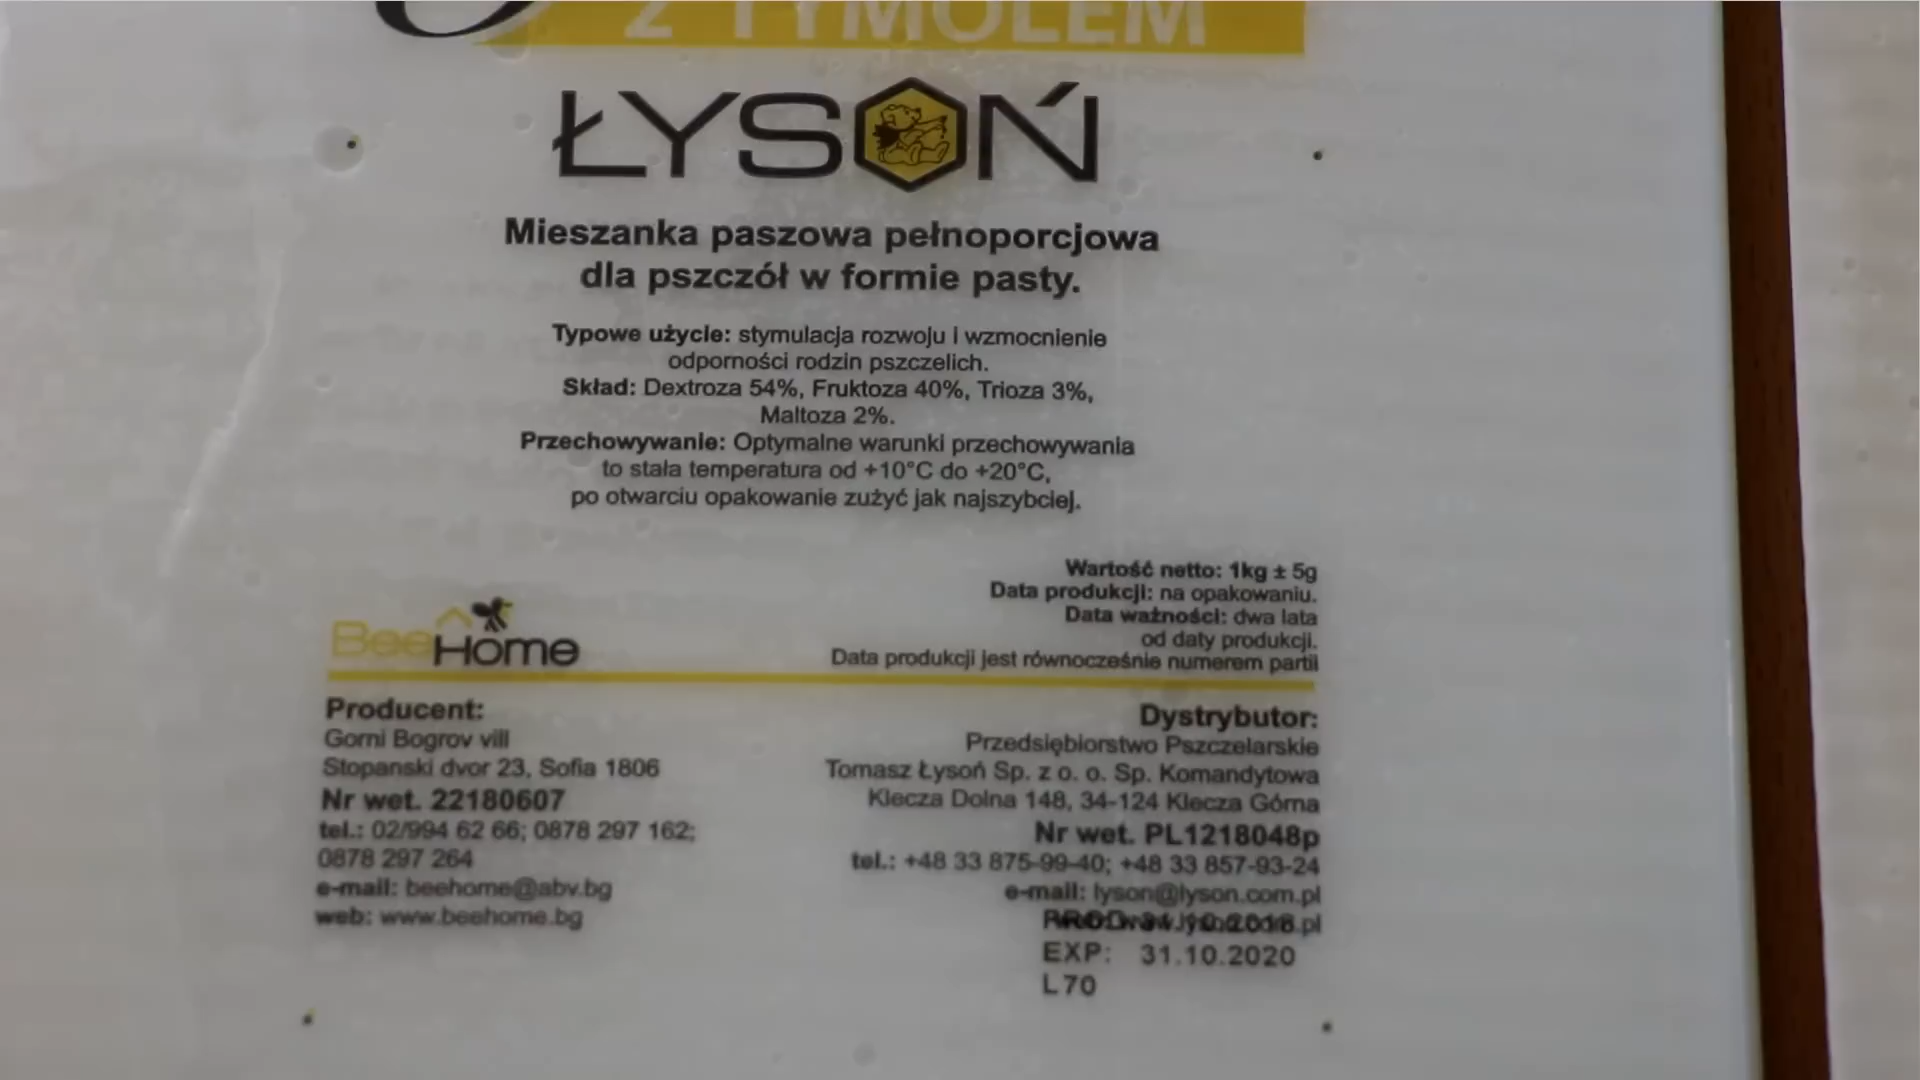 Z TYMOLEM
ŁYSOŃ
Mieszanka paszowa pełnoporcjowa
dla pszczół w formie pasty.
Typowe użycie: stymulacja rozwoju i wzmocnienie
odporności rodzin pszczelich.
Skład: Dextroza 54%, Fruktoza 40%, Trioza 3%,
Maltoza 2%.
Przechowywanie: Optymalne warunki przechowywania
to stała temperatura od +10°C do +20°C,
po otwarciu opakowanie zużyć jak najszybciej.
Wartość netto: 1kg ± 5g
Data produkcji: na opakowaniu.
Data ważności: dwa lata
od daty produkcji.
Data produkcji jest równocześnie numerem partii
BeeHome
Producent:
Gorni Bogrov vill
Stopanski dvor 23, Sofia 1806
Nr wet. 22180607
tel.: 02/994 62 66; 0878 297 162;
0878 297 264
e-mail: beehome@abv.bg
web: www.beehome.bg
Dystrybutor:
Przedsiębiorstwo Pszczelarskie
Tomasz Łysoń Sp. z o. o. Sp. Komandytowa
Klecza Dolna 148, 34-124 Klecza Górna
Nr wet. PL1218048p
tel.: +48 33 875-99-40; +48 33 857-93-24
e-mail: lyson@lyson.com.pl
EXP: 31.10.2020
L70